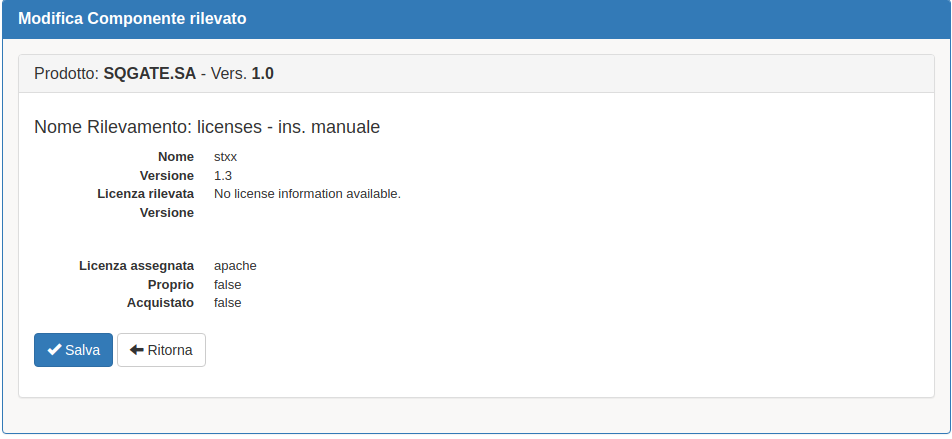 Modifica Componente rilevato
Prodotto: SQGATE.SA - Vers. 1.0
Nome Rilevamento: licenses - ins. manuale
Nome stxx
Versione 1.3
Licenza rilevata No license information available.
Versione
Licenza assegnata apache
Proprio false
Acquistato false
Salva Ritorna